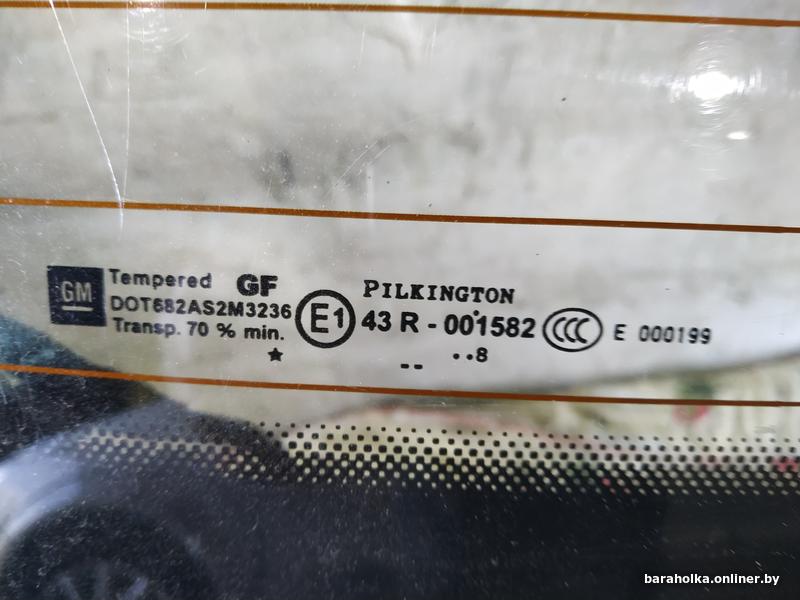 GM
Tempered GF
DOT682AS2M3236
Transp. 70 % min.
★
E1
PILKINGTON
43 R - 001582
-- ..8
CCC
E 000199
baraholka.onliner.by